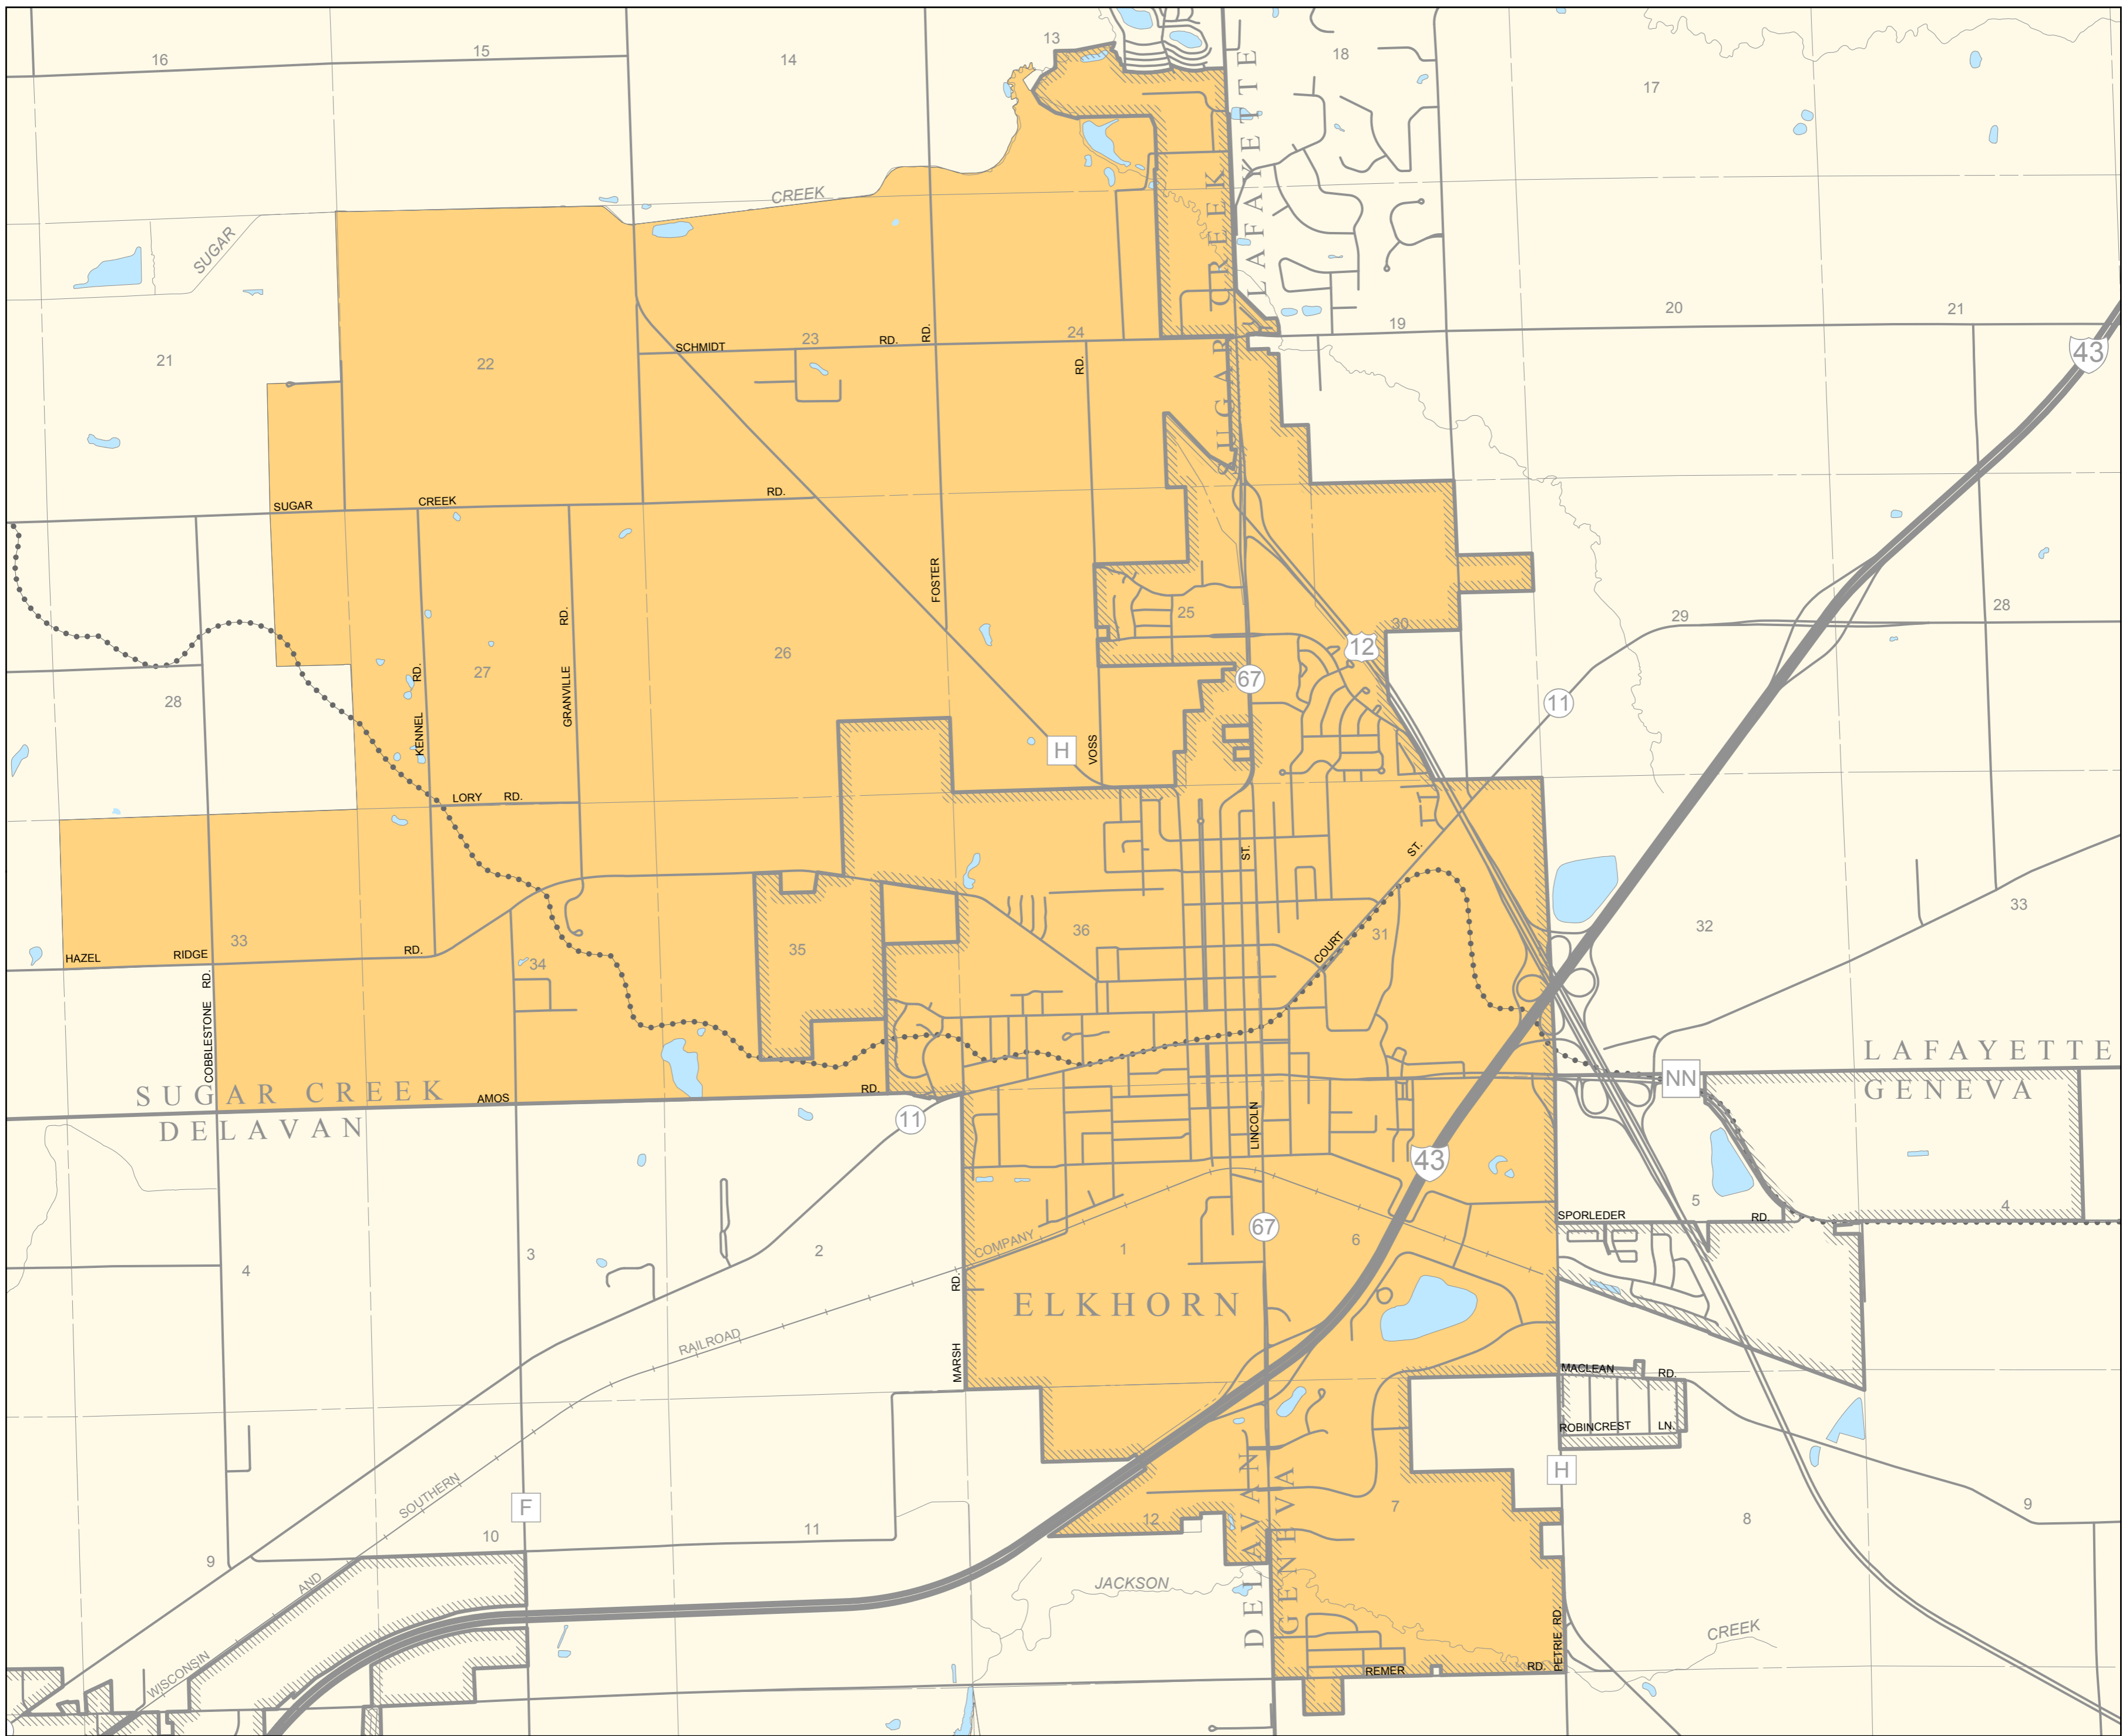 13
18
16
15
14
17
LAFAYETTE
CREEK
SUGAR
SUGAR CREEK
21
22
SCHMIDT
23
RD.
RD.
24
RD.
19
20
21
43
SUGAR
CREEK
RD.
FOSTER
RD.
25
30
12
29
28
67
11
28
KENNEL
RD.
27
GRANVILLE
26
H
VOSS
LORY
RD.
ST.
ST.
HAZEL
RIDGE
33
RD.
34
35
36
COURT
31
32
33
COBBLESTONE
RD.
SUGAR CREEK
DELAVAN
AMOS
RD.
11
LINCOLN
NN
LAFAYETTE
GENEVA
43
4
3
2
COMPANY
1
67
6
SPORLEDER
RD.
5
4
RAILROAD
MARSH
RD.
ELKHORN
MACLEAN
RD.
ROBINCREST
LN.
SOUTHERN
F
H
9
10
11
12
7
8
9
AND
WISCONSIN
JACKSON
DELAVAN
GENEVA
CREEK
PETRIE RD.
REMER
RD.